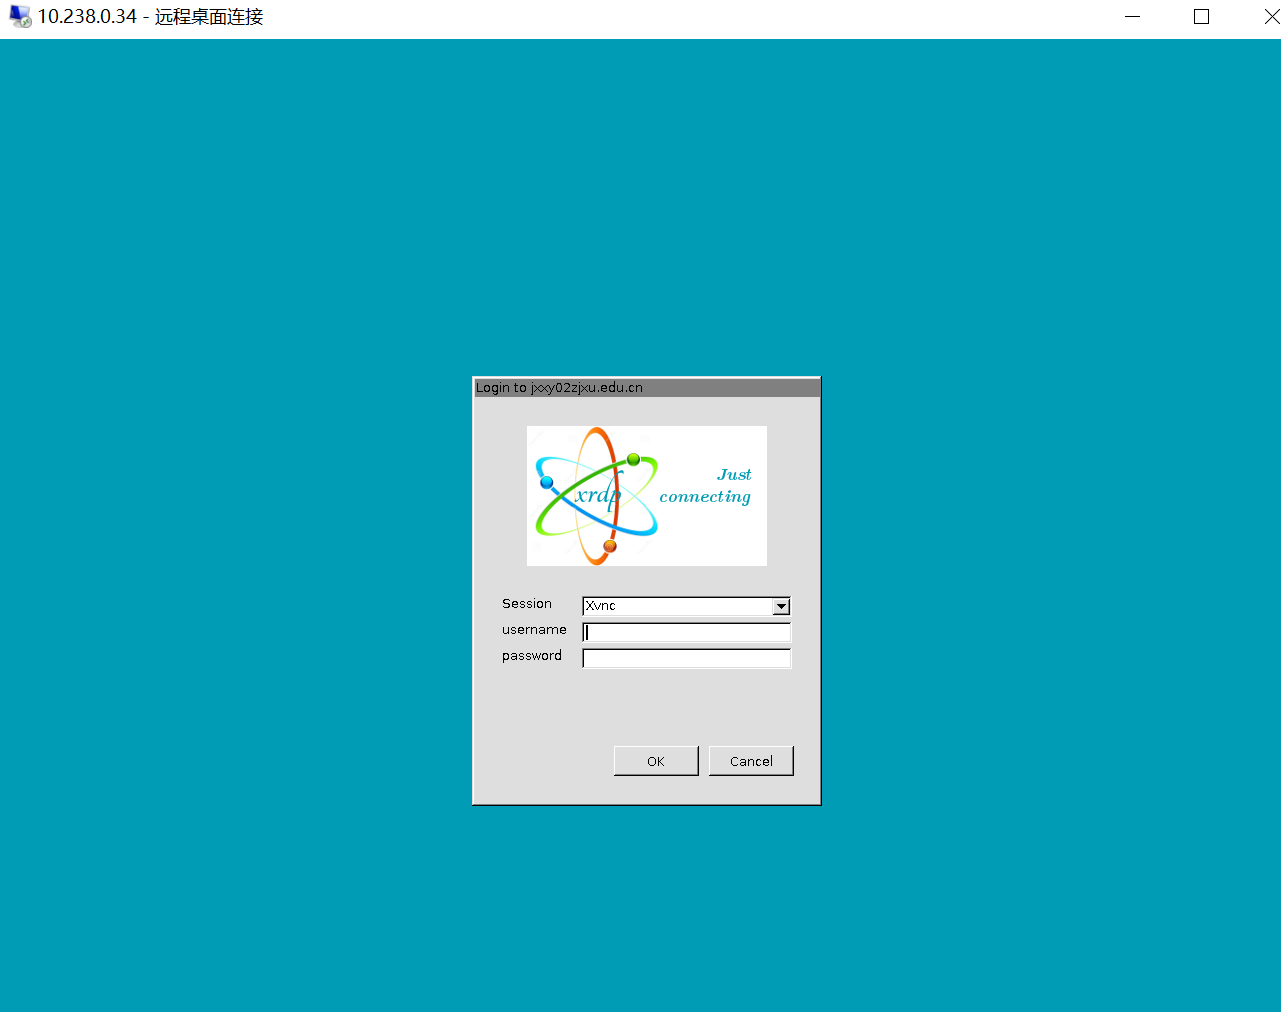 10.238.0.34 - 远程桌面连接
Login to jxxy02zjxu.edu.cn
xrdp
Just
connecting
Session
Xvnc
username
password
OK
Cancel